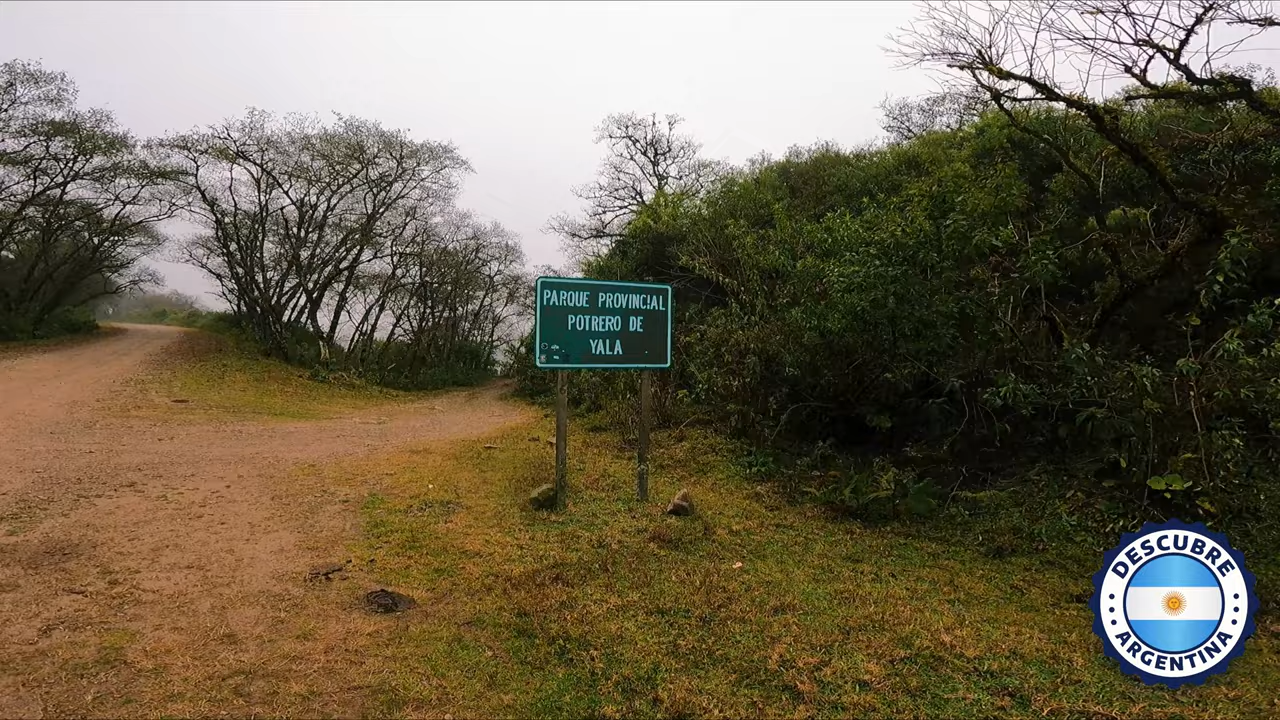 PARQUE PROVINCIAL
POTRERO DE
YALA
DESCUBRE
ARGENTINA